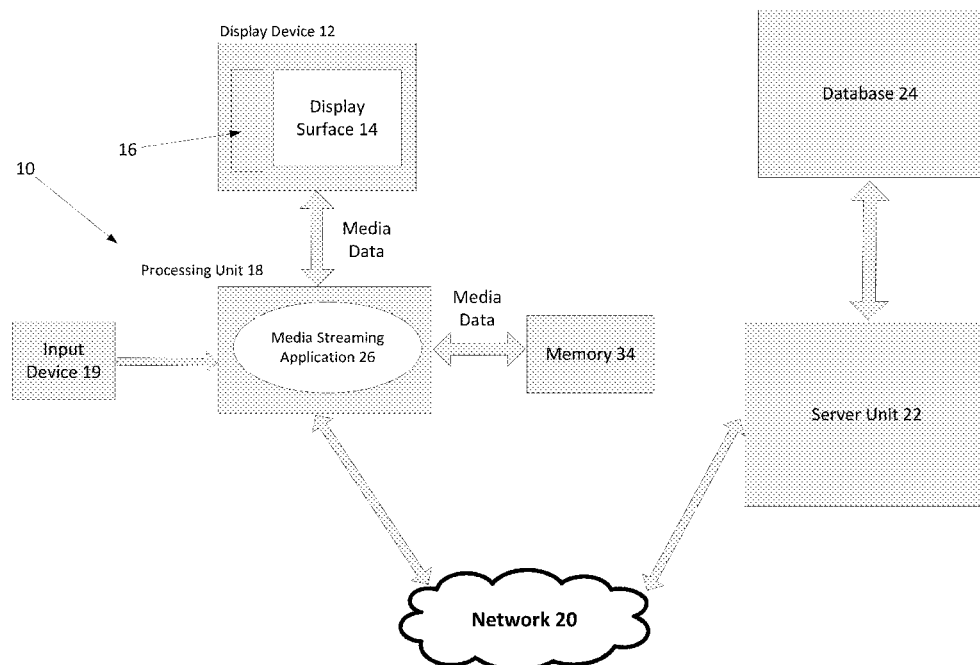 Display Device 12
Database 24
Display
Surface 14
16
10
Media
Data
Processing Unit 18
Media
Data
Media Streaming
Application 26
Input
Device 19
Memory 34
Server Unit 22
Network 20